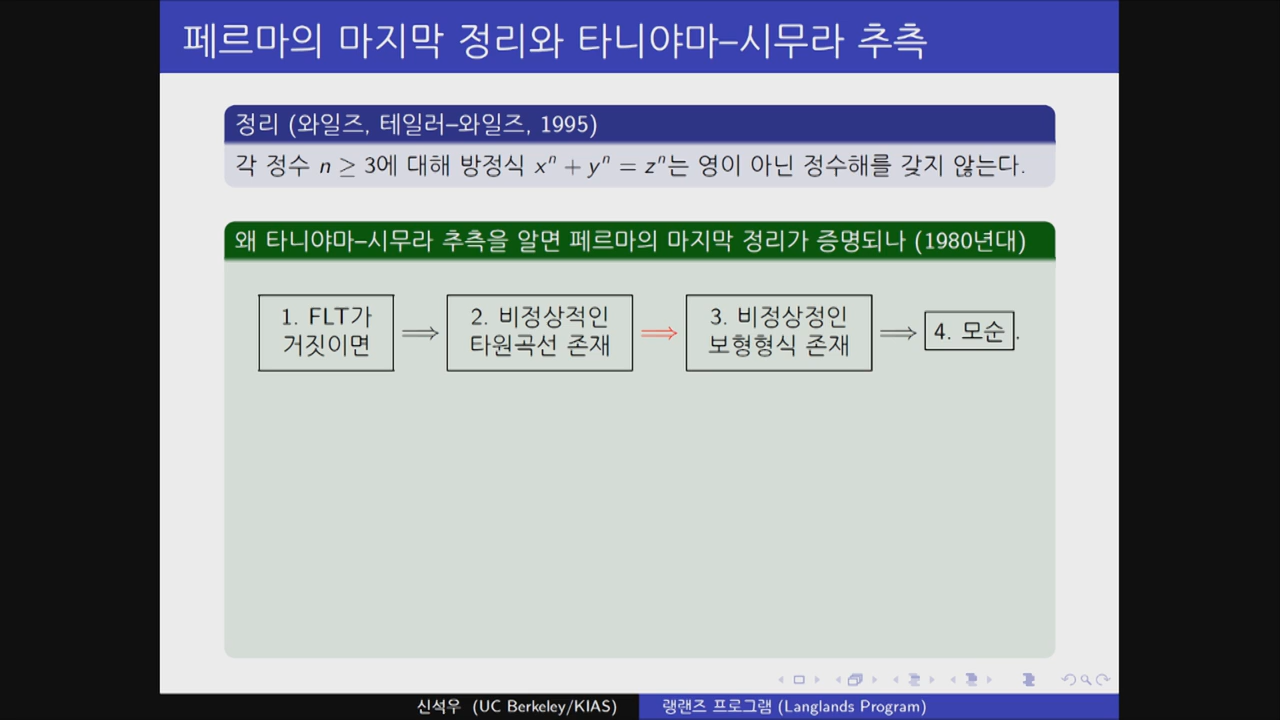 페르마의 마지막 정리와 타니야마–시무라 추측
정리 (와일즈, 테일러–와일즈, 1995)
각 정수 n ≥ 3에 대해 방정식 xⁿ + yⁿ = zⁿ는 영이 아닌 정수해를 갖지 않는다.
왜 타니야마–시무라 추측을 알면 페르마의 마지막 정리가 증명되나 (1980년대)
1. FLT가
거짓이면
⟹
2. 비정상적인
타원곡선 존재
⟹
3. 비정상정인
보형형식 존재
⟹
4. 모순.
신석우 (UC Berkeley/KIAS)
랭랜즈 프로그램 (Langlands Program)